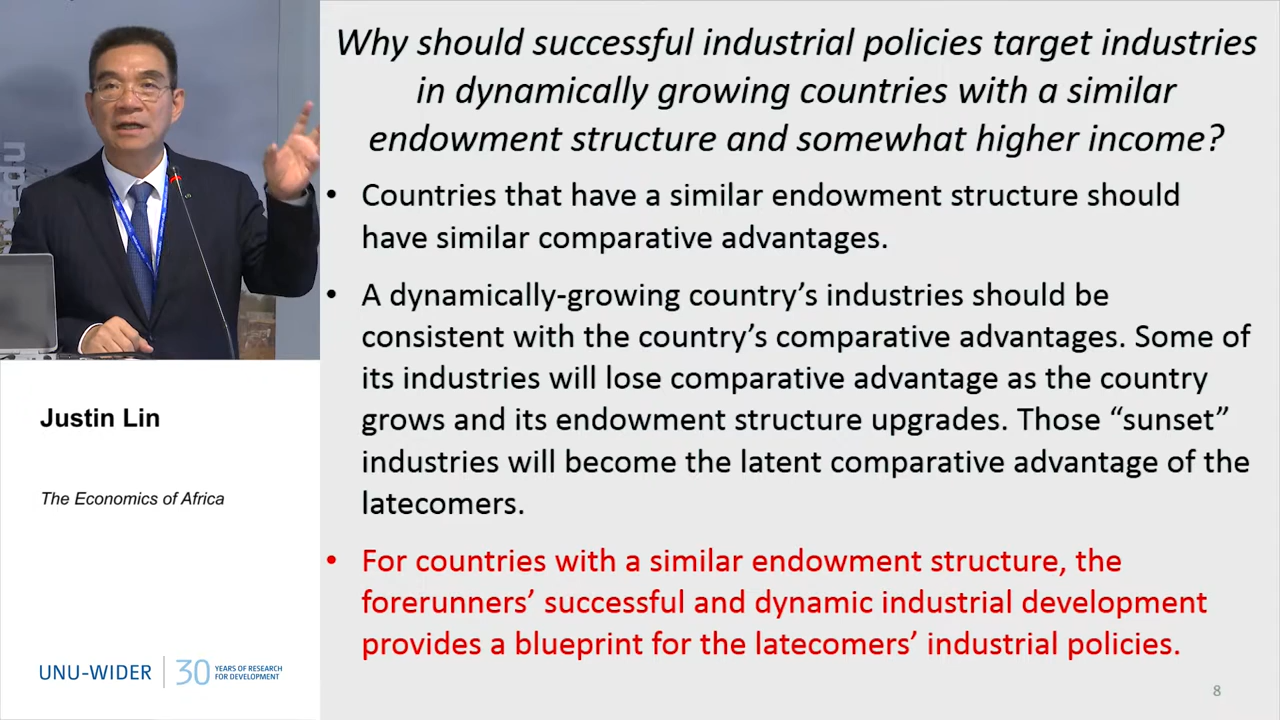 Why should successful industrial policies target industries
in dynamically growing countries with a similar
endowment structure and somewhat higher income?
• Countries that have a similar endowment structure should
have similar comparative advantages.
• A dynamically-growing country’s industries should be
consistent with the country’s comparative advantages. Some of
its industries will lose comparative advantage as the country
grows and its endowment structure upgrades. Those “sunset”
industries will become the latent comparative advantage of the
latecomers.
• For countries with a similar endowment structure, the
forerunners’ successful and dynamic industrial development
provides a blueprint for the latecomers’ industrial policies.
8
Justin Lin
The Economics of Africa
UNU-WIDER
30 YEARS OF RESEARCH
FOR DEVELOPMENT